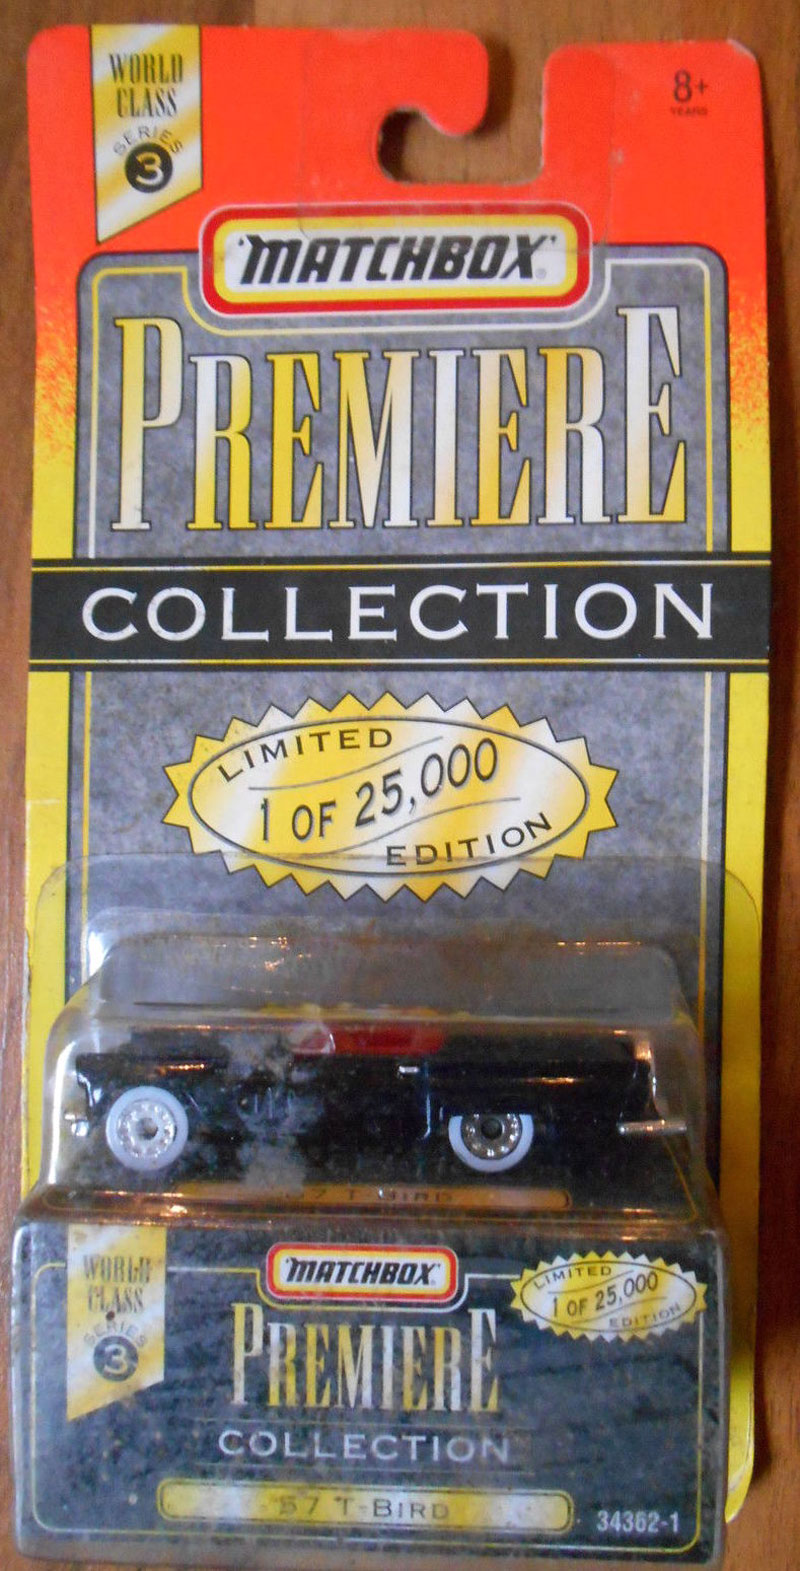 WORLD
CLASS
SERIES
3
8+
YEARS
MATCHBOX
PREMIERE
COLLECTION
LIMITED
1 OF 25,000
EDITION
57 T-BIRD
WORLD
CLASS
SERIES
3
MATCHBOX
LIMITED
1 OF 25,000
EDITION
PREMIERE
COLLECTION
57 T-BIRD
34362-1